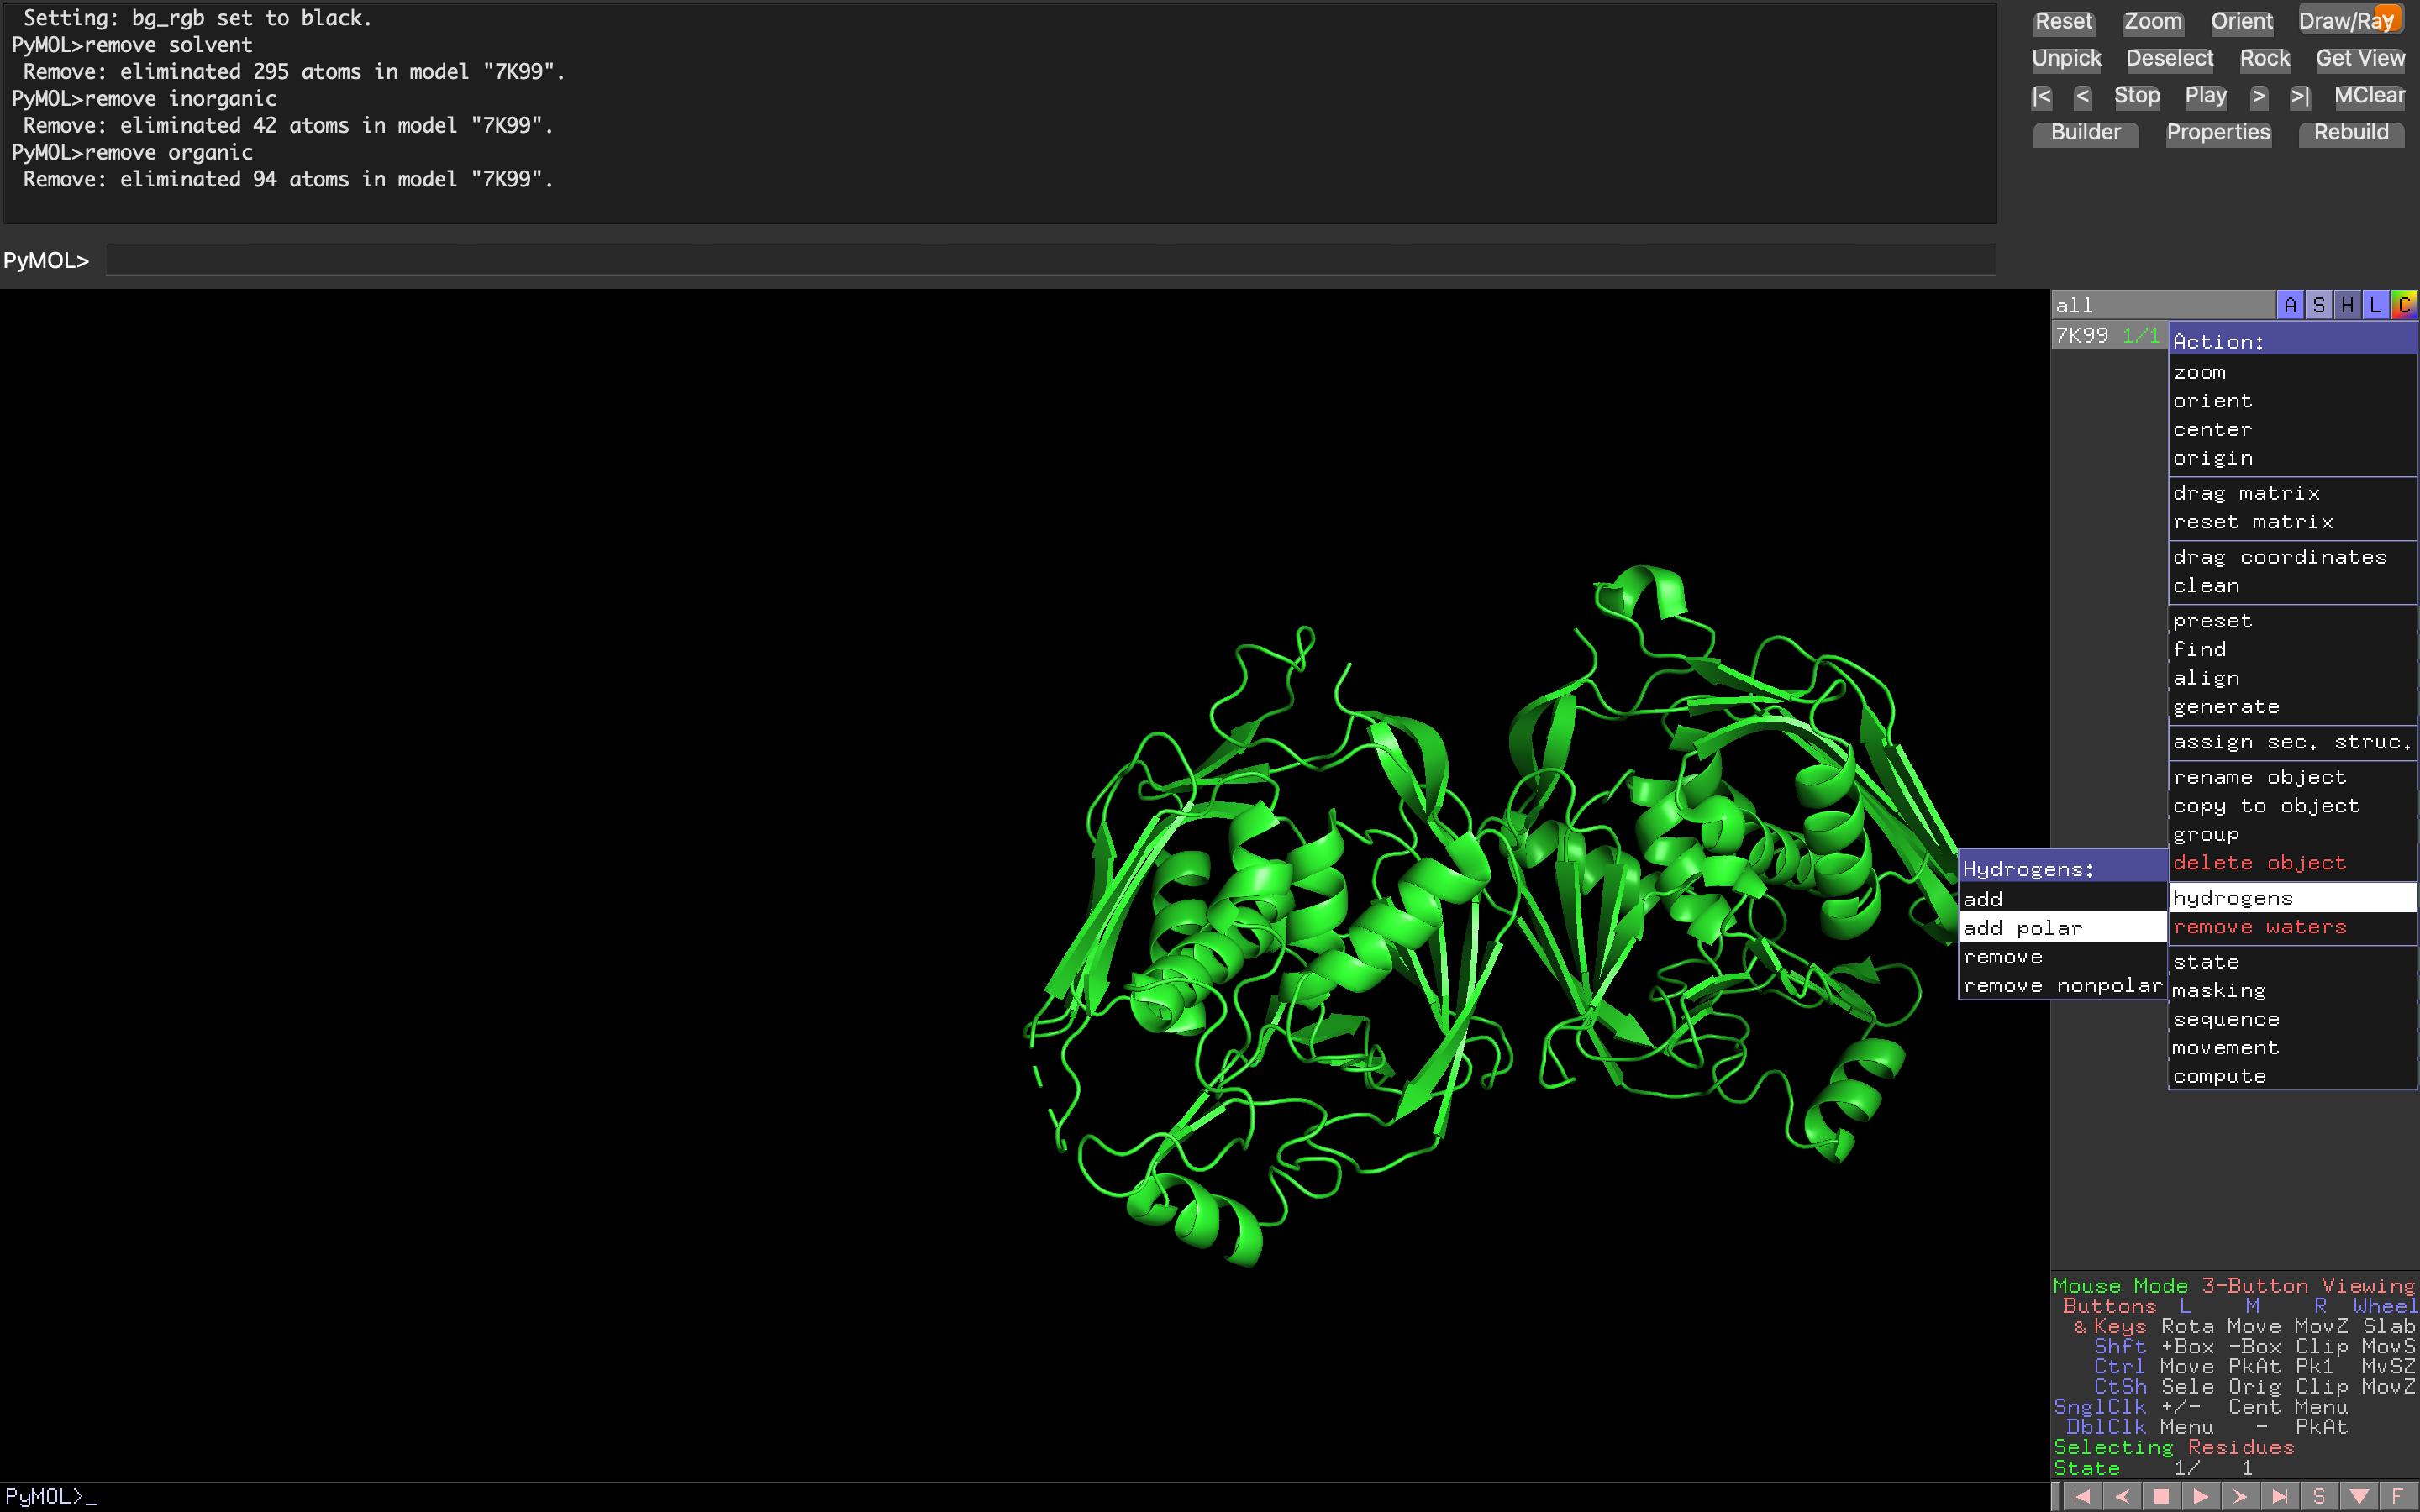 Setting: bg_rgb set to black.
PyMOL>remove solvent
Remove: eliminated 295 atoms in model "7K99".
PyMOL>remove inorganic
Remove: eliminated 42 atoms in model "7K99".
PyMOL>remove organic
Remove: eliminated 94 atoms in model "7K99".
PyMOL>
Reset Zoom Orient Draw/Ray
Unpick Deselect Rock Get View
|< < Stop Play > >| MClear
Builder Properties Rebuild
all A S H L C
7K99 1/1
Action:
zoom
orient
center
origin
drag matrix
reset matrix
drag coordinates
clean
preset
find
align
generate
assign sec. struc.
rename object
copy to object
group
delete object
hydrogens
remove waters
state
masking
sequence
movement
compute
Hydrogens:
add
add polar
remove
remove nonpolar
Mouse Mode 3-Button Viewing
Buttons L M R Wheel
& Keys Rota Move MovZ Slab
Shft +Box -Box Clip MovS
Ctrl Move PkAt Pk1 MvSZ
CtSh Sele Orig Clip MovZ
SnglClk +/- Cent Menu
DblClk Menu - PkAt
Selecting Residues
State 1/ 1
PyMOL>_
S F